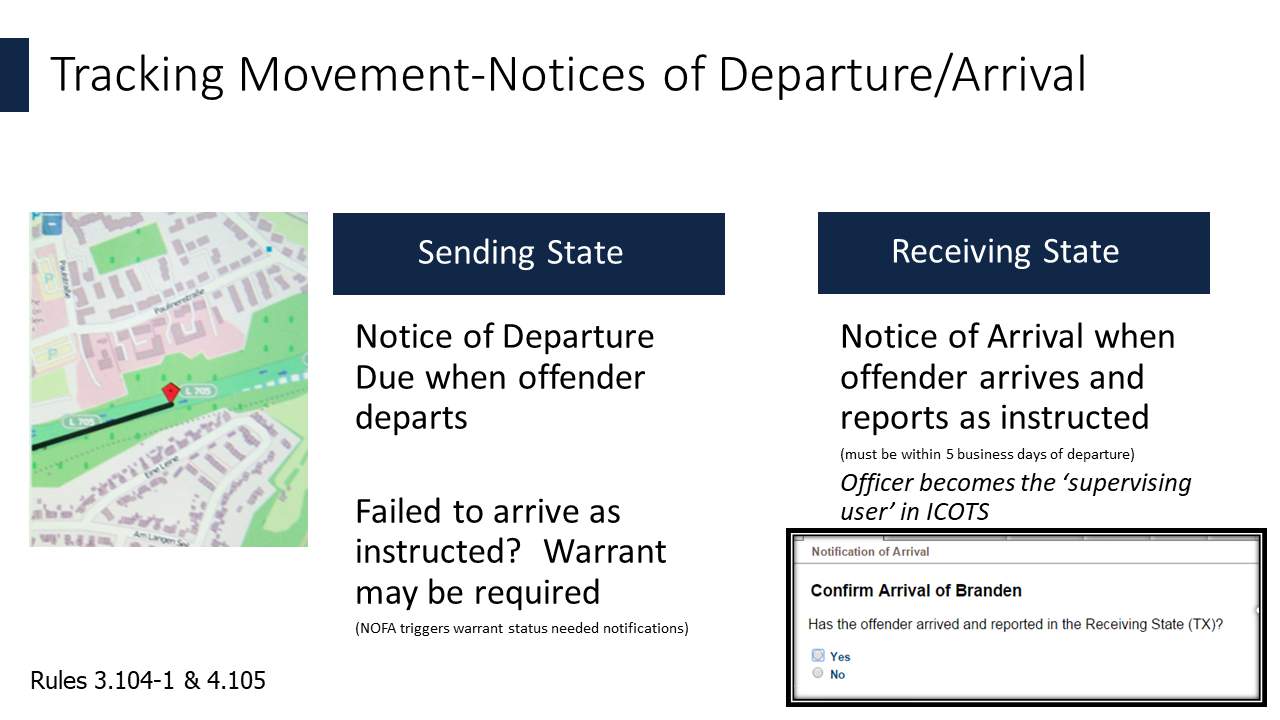 Tracking Movement-Notices of Departure/Arrival
Paulinenstraße
L 705
L 705
Fine Leine
Am Langen Sei
P
P
Sending State
Notice of Departure
Due when offender
departs
Failed to arrive as
instructed? Warrant
may be required
(NOFA triggers warrant status needed notifications)
Receiving State
Notice of Arrival when
offender arrives and
reports as instructed
(must be within 5 business days of departure)
Officer becomes the ‘supervising
user’ in ICOTS
Notification of Arrival
Confirm Arrival of Branden
Has the offender arrived and reported in the Receiving State (TX)?
Yes
No
Rules 3.104-1 & 4.105